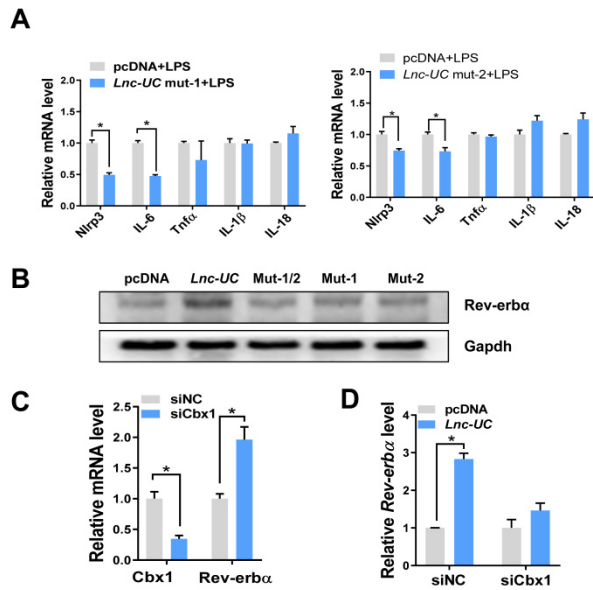 A
pcDNA+LPS
Lnc-UC mut-1+LPS
Relative mRNA level
2.0
1.5
1.0
0.5
0.0
*
*
Nlrp3
IL-6
Tnfα
IL-1β
IL-18
pcDNA+LPS
Lnc-UC mut-2+LPS
Relative mRNA level
2.0
1.5
1.0
0.5
0.0
*
*
Nlrp3
IL-6
Tnfα
IL-1β
IL-18
B
pcDNA Lnc-UC Mut-1/2 Mut-1 Mut-2
Rev-erbα
Gapdh
C
siNC
siCbx1
Relative mRNA level
2.5
2.0
1.5
1.0
0.5
0.0
*
*
Cbx1
Rev-erbα
D
pcDNA
Lnc-UC
Relative Rev-erbα level
4
3
2
1
0
*
siNC
siCbx1